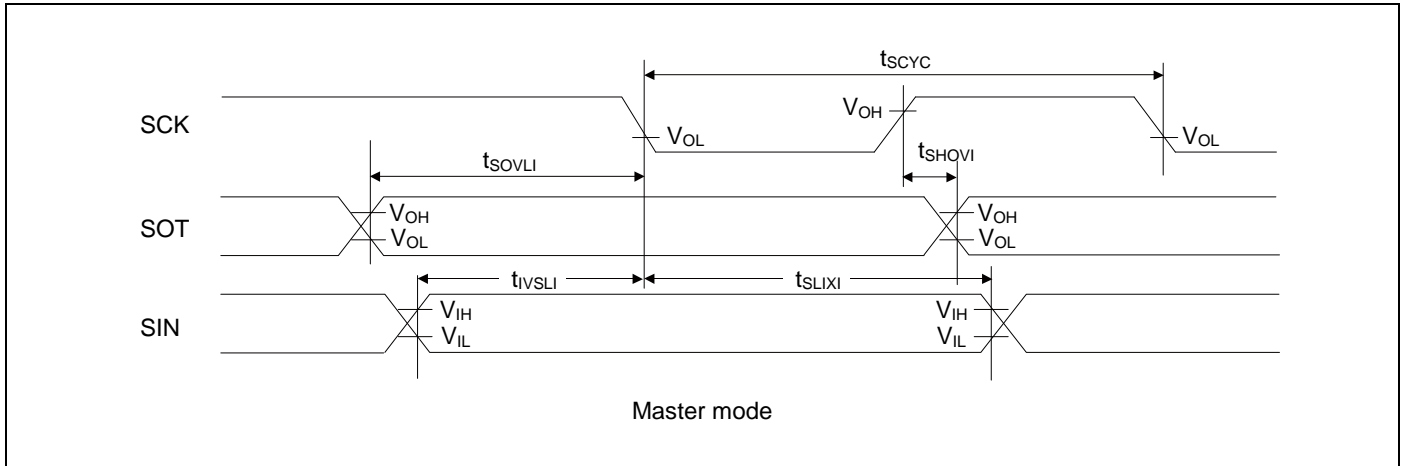 tSCYC
SCK
VOH
VOL
VOL
tSHOVI
tSOVLI
SOT
VOH
VOL
VOH
VOL
tIVSLI
tSLIXI
SIN
VIH
VIL
VIH
VIL
Master mode